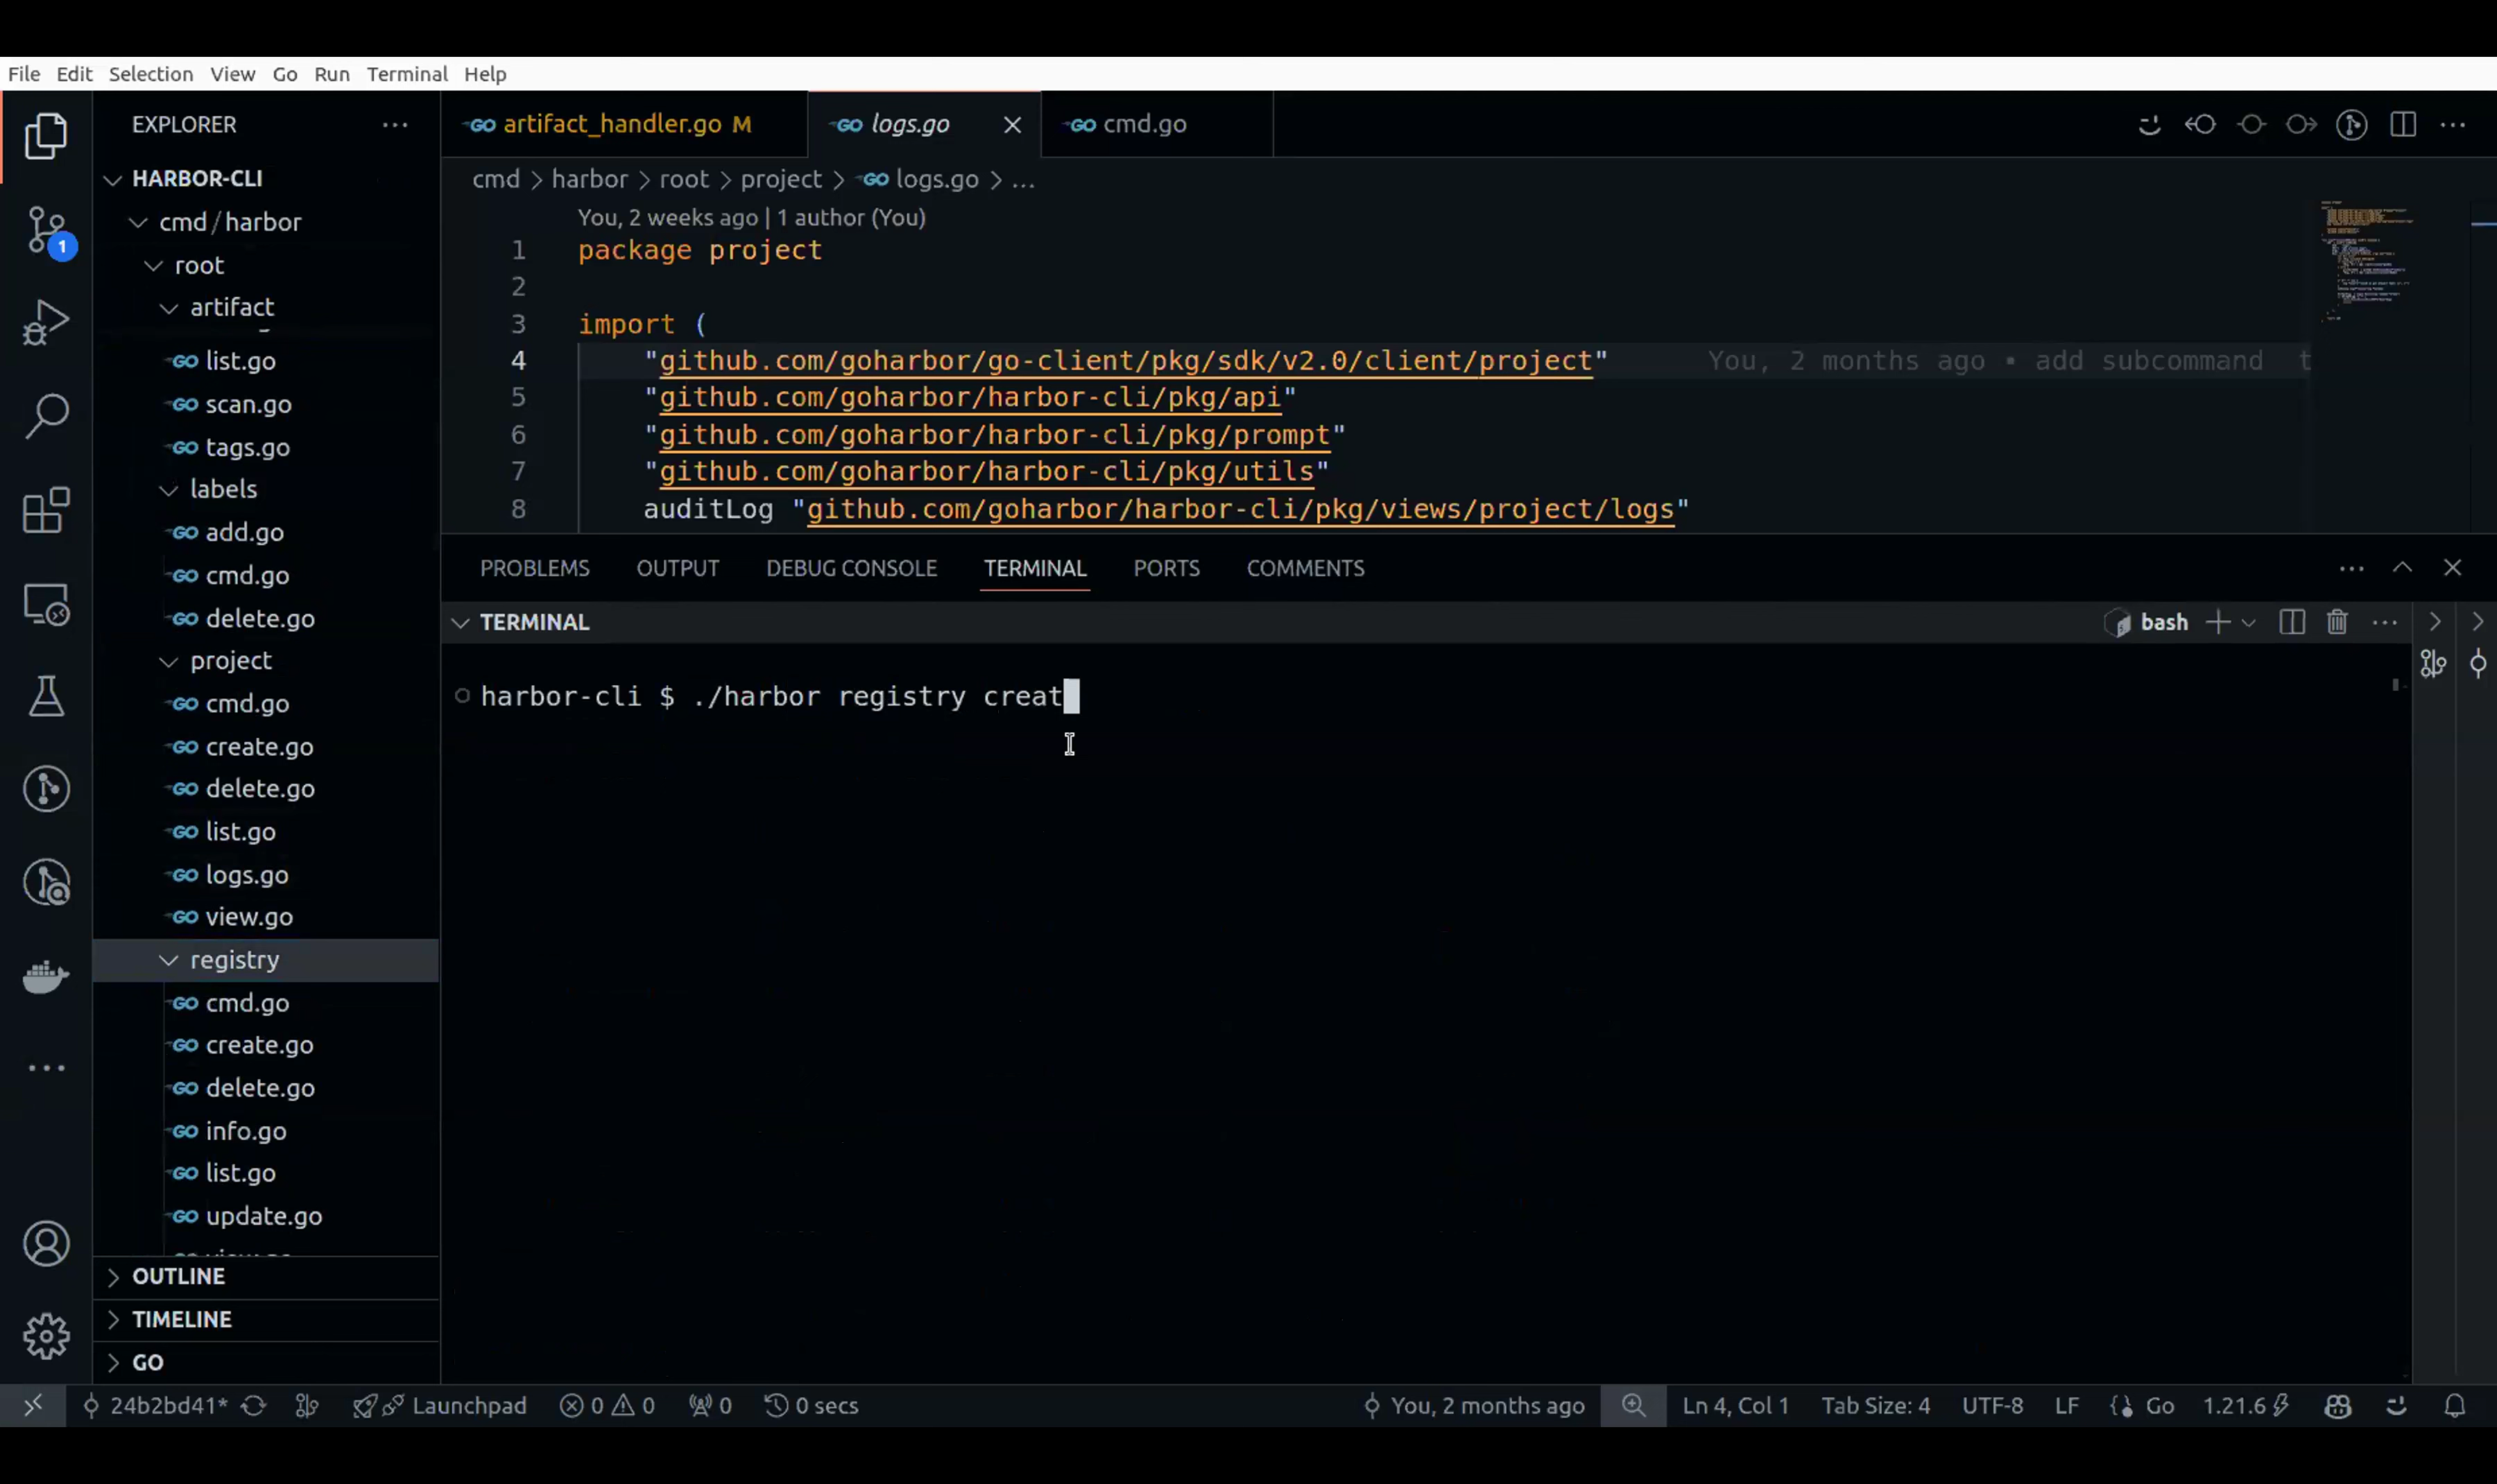 File Edit Selection View Go Run Terminal Help
EXPLORER
HARBOR-CLI
cmd / harbor
root
artifact
list.go
scan.go
tags.go
labels
add.go
cmd.go
delete.go
project
cmd.go
create.go
delete.go
list.go
logs.go
view.go
registry
cmd.go
create.go
delete.go
info.go
list.go
update.go
OUTLINE
TIMELINE
GO
1
artifact_handler.go M
logs.go
cmd.go
cmd > harbor > root > project > logs.go > ...
You, 2 weeks ago | 1 author (You)
1 package project
2
3 import (
4 "github.com/goharbor/go-client/pkg/sdk/v2.0/client/project" You, 2 months ago • add subcommand t
5 "github.com/goharbor/harbor-cli/pkg/api"
6 "github.com/goharbor/harbor-cli/pkg/prompt"
7 "github.com/goharbor/harbor-cli/pkg/utils"
8 auditLog "github.com/goharbor/harbor-cli/pkg/views/project/logs"
PROBLEMS OUTPUT DEBUG CONSOLE TERMINAL PORTS COMMENTS
TERMINAL
bash
harbor-cli $ ./harbor registry creat
24b2bd41* Launchpad 0 0 0 0 secs You, 2 months ago Ln 4, Col 1 Tab Size: 4 UTF-8 LF Go 1.21.6